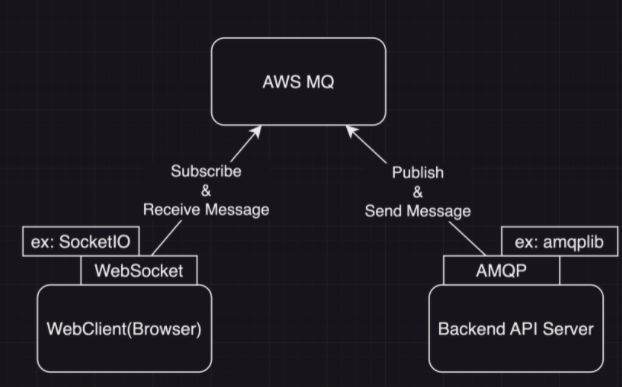 AWS MQ
Subscribe
&
Receive Message
Publish
&
Send Message
ex: SocketIO
WebSocket
WebClient(Browser)
ex: amqplib
AMQP
Backend API Server